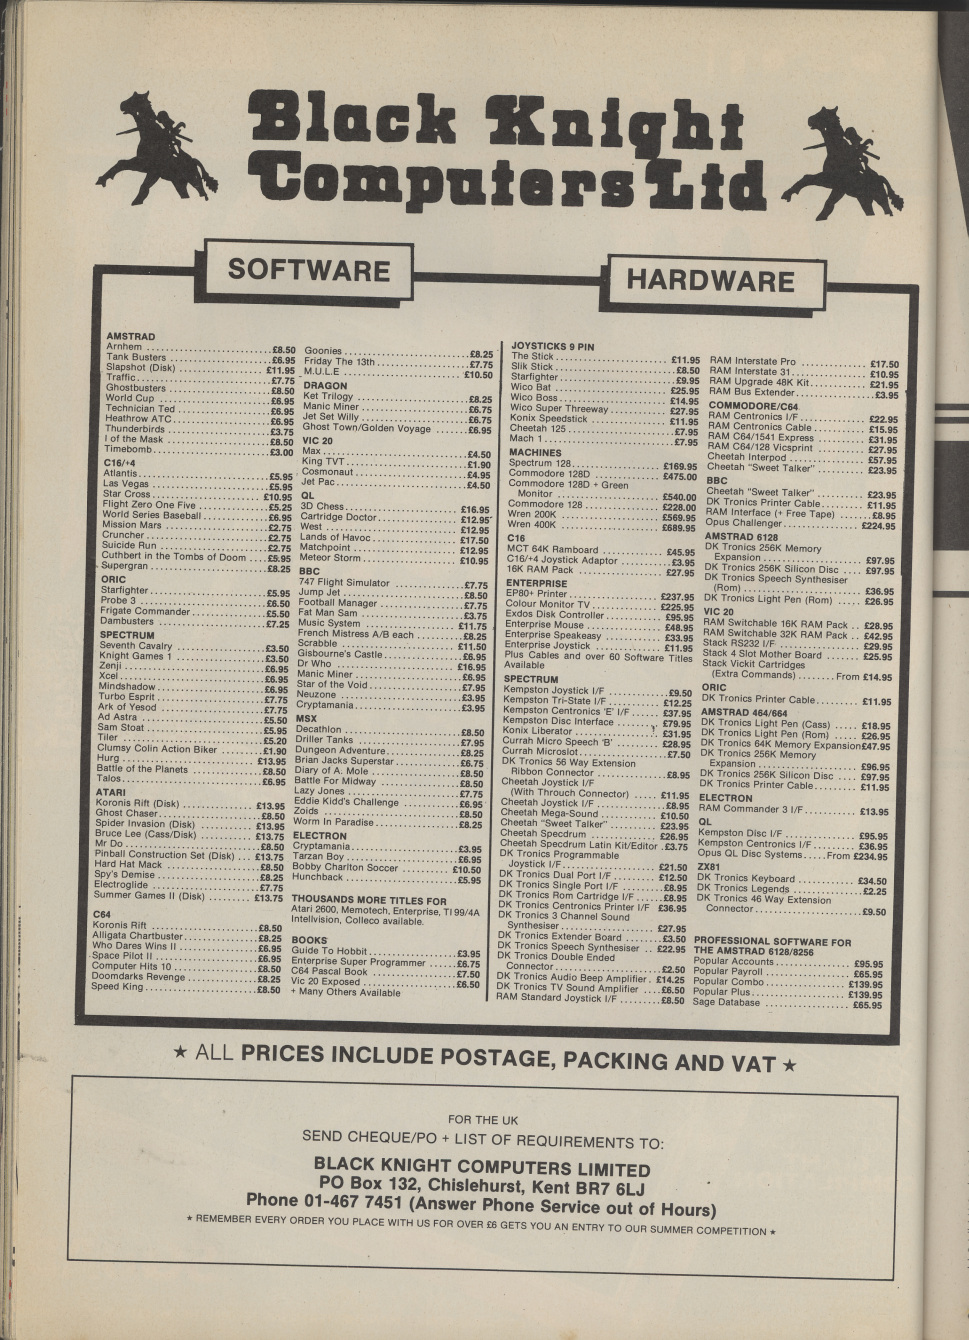 Black Knight
Computers Ltd
SOFTWARE
HARDWARE
AMSTRAD
Arnhem £8.50
Tank Busters £6.95
Slapshot (Disk) £11.95
Traffic £7.75
Ghostbusters £8.50
World Cup £6.95
Technician Ted £6.95
Heathrow ATC £6.95
Thunderbirds £3.75
I of the Mask £8.50
Timebomb £3.00
C16/+4
Atlantis £5.95
Las Vegas £5.95
Star Cross £10.95
Flight Zero One Five £5.25
World Series Baseball £6.95
Mission Mars £2.75
Cruncher £2.75
Suicide Run £2.75
Cuthbert in the Tombs of Doom £5.95
Supergran £8.25
ORIC
Starfighter £5.95
Probe 3 £6.50
Frigate Commander £5.50
Dambusters £7.25
SPECTRUM
Seventh Cavalry £3.50
Knight Games 1 £3.50
Zenji £6.95
Xcel £6.95
Mindshadow £6.95
Turbo Esprit £7.75
Ark of Yesod £7.75
Ad Astra £5.50
Sam Stoat £5.95
Tiler £5.20
Clumsy Colin Action Biker £1.90
Hurg £13.95
Battle of the Planets £8.50
Talos £6.95
ATARI
Koronis Rift (Disk) £13.95
Ghost Chaser £8.50
Spider Invasion (Disk) £13.95
Bruce Lee (Cass/Disk) £13.75
Mr Do £8.50
Pinball Construction Set (Disk) £13.75
Hard Hat Mack £8.50
Spy's Demise £8.25
Electroglide £7.75
Summer Games II (Disk) £13.75
C64
Koronis Rift £8.50
Alligata Chartbuster £8.25
Who Dares Wins II £6.95
Space Pilot II £6.95
Computer Hits 10 £8.50
Doomdarks Revenge £8.25
Speed King £8.50
Goonies £8.25
Friday The 13th £7.75
M.U.L.E £10.50
DRAGON
Ket Trilogy £8.25
Manic Miner £6.75
Jet Set Willy £6.75
Ghost Town/Golden Voyage £6.95
VIC 20
Max £4.50
King TVT £1.90
Cosmonaut £4.95
Jet Pac £4.50
QL
3D Chess £16.95
Cartridge Doctor £12.95
West £12.95
Lands of Havoc £17.50
Matchpoint £12.95
Meteor Storm £10.95
BBC
747 Flight Simulator £7.75
Jump Jet £8.50
Football Manager £7.75
Fat Man Sam £3.75
Music System £11.75
French Mistress A/B each £8.25
Scrabble £11.50
Gisbourne's Castle £6.95
Dr Who £16.95
Manic Miner £6.95
Star of the Void £7.95
Neuzone £3.95
Cryptamania £3.95
MSX
Decathlon £8.50
Driller Tanks £7.95
Dungeon Adventure £8.25
Brian Jacks Superstar £6.75
Diary of A. Mole £8.50
Battle For Midway £8.50
Lazy Jones £7.75
Eddie Kidd's Challenge £6.95
Zoids £8.50
Worm In Paradise £8.25
ELECTRON
Cryptamania £3.95
Tarzan Boy £6.95
Bobby Charlton Soccer £10.50
Hunchback £5.95
THOUSANDS MORE TITLES FOR
Atari 2600, Memotech, Enterprise, TI 99/4A
Intellvision, Colleco available.
BOOKS
Guide To Hobbit £3.95
Enterprise Super Programmer £6.75
C64 Pascal Book £7.50
Vic 20 Exposed £6.50
+ Many Others Available
JOYSTICKS 9 PIN
The Stick £11.95
Slik Stick £8.50
Starfighter £9.95
Wico Bat £25.95
Wico Boss £14.95
Wico Super Threeway £27.95
Konix Speedstick £11.95
Cheetah 125 £7.95
Mach 1 £7.95
MACHINES
Spectrum 128 £169.95
Commodore 128D £475.00
Commodore 128D + Green
Monitor £540.00
Commodore 128 £228.00
Wren 200K £569.95
Wren 400K £689.95
C16
MCT 64K Ramboard £45.95
C16/+4 Joystick Adaptor £3.95
16K RAM Pack £27.95
ENTERPRISE
EP80+ Printer £237.95
Colour Monitor TV £225.95
Exdos Disk Controller £95.95
Enterprise Mouse £48.95
Enterprise Speakeasy £33.95
Enterprise Joystick £11.95
Plus Cables and over 60 Software Titles
Available
SPECTRUM
Kempston Joystick I/F £9.50
Kempston Tri-State I/F £12.25
Kempston Centronics 'E' I/F £37.95
Kempston Disc Interface £79.95
Konix Liberator £31.95
Currah Micro Speech 'B' £28.95
Currah Microslot £7.50
DK Tronics 56 Way Extension
Ribbon Connector £8.95
Cheetah Joystick I/F
(With Throuch Connector) £11.95
Cheetah Joystick I/F £8.95
Cheetah Mega-Sound £10.50
Cheetah "Sweet Talker" £23.95
Cheetah Specdrum £26.95
Cheetah Specdrum Latin Kit/Editor £3.75
DK Tronics Programmable
Joystick I/F £21.50
DK Tronics Dual Port I/F £12.50
DK Tronics Single Port I/F £8.95
DK Tronics Rom Cartridge I/F £8.95
DK Tronics Centronics Printer I/F £36.95
DK Tronics 3 Channel Sound
Synthesiser £27.95
DK Tronics Extender Board £3.50
DK Tronics Speech Synthesiser £22.95
DK Tronics Double Ended
Connector £2.50
DK Tronics Audio Beep Amplifier £14.25
DK Tronics TV Sound Amplifier £6.50
RAM Standard Joystick I/F £8.50
RAM Interstate Pro £17.50
RAM Interstate 31 £10.95
RAM Upgrade 48K Kit £21.95
RAM Bus Extender £3.95
COMMODORE/C64
RAM Centronics I/F £22.95
RAM Centronics Cable £15.95
RAM C64/1541 Express £31.95
RAM C64/128 Vicsprint £27.95
Cheetah Interpod £57.95
Cheetah "Sweet Talker" £23.95
BBC
Cheetah "Sweet Talker" £23.95
DK Tronics Printer Cable £11.95
RAM Interface (+ Free Tape) £8.95
Opus Challenger £224.95
AMSTRAD 6128
DK Tronics 256K Memory
Expansion £97.95
DK Tronics 256K Silicon Disc £97.95
DK Tronics Speech Synthesiser
(Rom) £36.95
DK Tronics Light Pen (Rom) £26.95
VIC 20
RAM Switchable 16K RAM Pack £28.95
RAM Switchable 32K RAM Pack £42.95
Stack RS232 I/F £29.95
Stack 4 Slot Mother Board £25.95
Stack Vickit Cartridges
(Extra Commands) From £14.95
ORIC
DK Tronics Printer Cable £11.95
AMSTRAD 464/664
DK Tronics Light Pen (Cass) £18.95
DK Tronics Light Pen (Rom) £26.95
DK Tronics 64K Memory Expansion £47.95
DK Tronics 256K Memory
Expansion £96.95
DK Tronics 256K Silicon Disc £97.95
DK Tronics Printer Cable £11.95
ELECTRON
RAM Commander 3 I/F £13.95
QL
Kempston Disc I/F £95.95
Kempston Centronics I/F £36.95
Opus QL Disc Systems From £234.95
ZX81
DK Tronics Keyboard £34.50
DK Tronics Legends £2.25
DK Tronics 46 Way Extension
Connector £9.50
PROFESSIONAL SOFTWARE FOR
THE AMSTRAD 6128/8256
Popular Accounts £95.95
Popular Payroll £65.95
Popular Combo £139.95
Popular Plus £139.95
Sage Database £65.95
★ ALL PRICES INCLUDE POSTAGE, PACKING AND VAT ★
FOR THE UK
SEND CHEQUE/PO + LIST OF REQUIREMENTS TO:
BLACK KNIGHT COMPUTERS LIMITED
PO Box 132, Chislehurst, Kent BR7 6LJ
Phone 01-467 7451 (Answer Phone Service out of Hours)
★ REMEMBER EVERY ORDER YOU PLACE WITH US FOR OVER £6 GETS YOU AN ENTRY TO OUR SUMMER COMPETITION ★